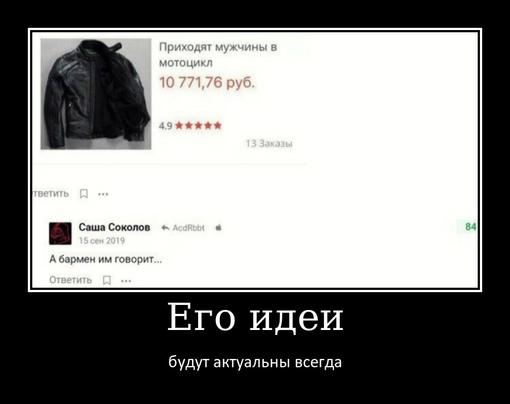 Приходят мужчины в
мотоцикл
10 771,76 руб.
4.9 ★★★★★
13 Заказы
тветить
...
Саша Соколов AcdRbbt
84
15 сен 2019
А бармен им говорит...
Ответить ...
Его идеи
будут актуальны всегда